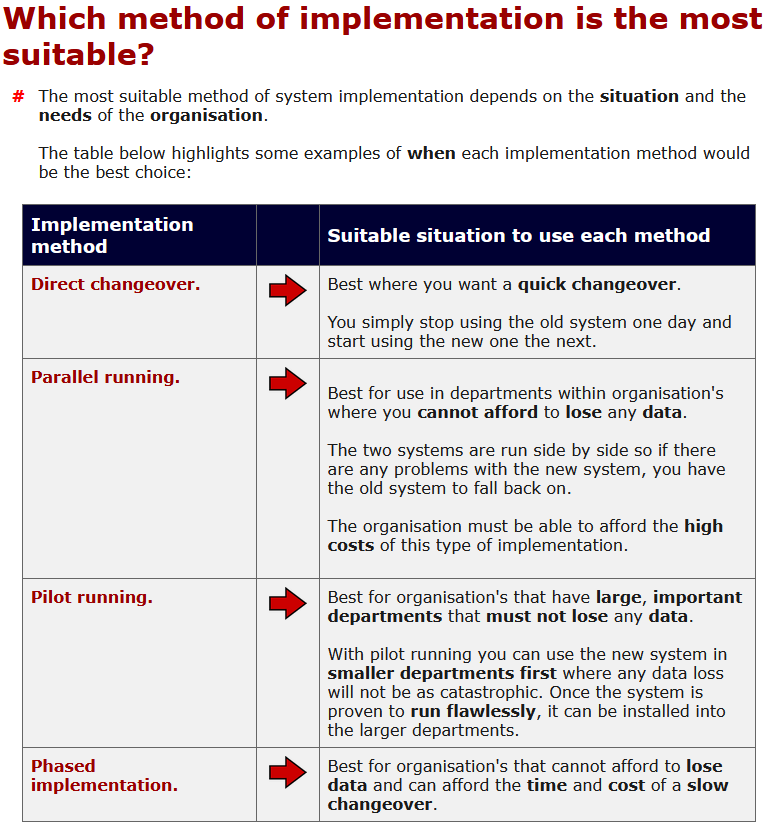 Which method of implementation is the most
suitable?
# The most suitable method of system implementation depends on the situation and the
needs of the organisation.
The table below highlights some examples of when each implementation method would
be the best choice:
Implementation
method
Suitable situation to use each method
Direct changeover.
Best where you want a quick changeover.
You simply stop using the old system one day and
start using the new one the next.
Parallel running.
Best for use in departments within organisation's
where you cannot afford to lose any data.
The two systems are run side by side so if there
are any problems with the new system, you have
the old system to fall back on.
The organisation must be able to afford the high
costs of this type of implementation.
Pilot running.
Best for organisation's that have large, important
departments that must not lose any data.
With pilot running you can use the new system in
smaller departments first where any data loss
will not be as catastrophic. Once the system is
proven to run flawlessly, it can be installed into
the larger departments.
Phased
implementation.
Best for organisation's that cannot afford to lose
data and can afford the time and cost of a slow
changeover.